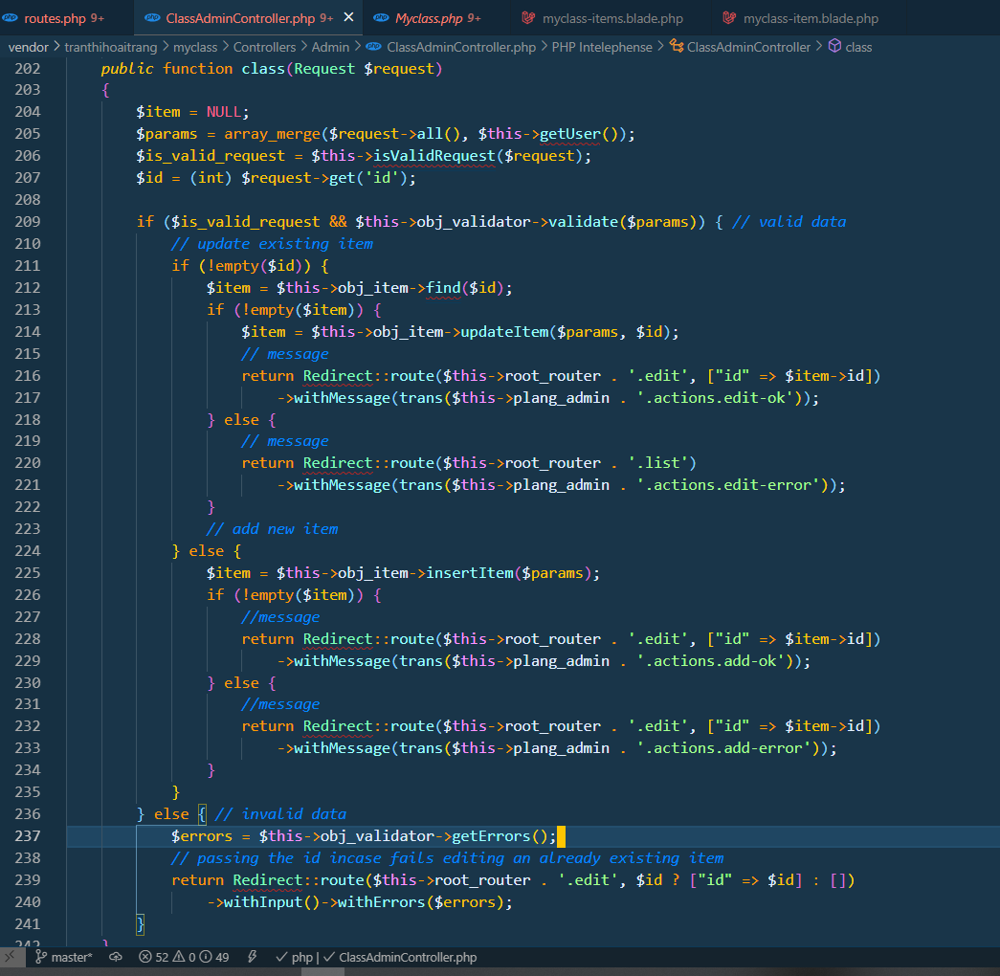 routes.php 9+ ClassAdminController.php 9+ Myclass.php 9+ myclass-items.blade.php myclass-item.blade.php
vendor > tranthihoaitrang > myclass > Controllers > Admin > ClassAdminController.php > PHP Intelephense > ClassAdminController > class
202 public function class(Request $request)
203 {
204 $item = NULL;
205 $params = array_merge($request->all(), $this->getUser());
206 $is_valid_request = $this->isValidRequest($request);
207 $id = (int) $request->get('id');
208
209 if ($is_valid_request && $this->obj_validator->validate($params)) { // valid data
210 // update existing item
211 if (!empty($id)) {
212 $item = $this->obj_item->find($id);
213 if (!empty($item)) {
214 $item = $this->obj_item->updateItem($params, $id);
215 // message
216 return Redirect::route($this->root_router . '.edit', ["id" => $item->id])
217 ->withMessage(trans($this->plang_admin . '.actions.edit-ok'));
218 } else {
219 // message
220 return Redirect::route($this->root_router . '.list')
221 ->withMessage(trans($this->plang_admin . '.actions.edit-error'));
222 }
223 // add new item
224 } else {
225 $item = $this->obj_item->insertItem($params);
226 if (!empty($item)) {
227 //message
228 return Redirect::route($this->root_router . '.edit', ["id" => $item->id])
229 ->withMessage(trans($this->plang_admin . '.actions.add-ok'));
230 } else {
231 //message
232 return Redirect::route($this->root_router . '.edit', ["id" => $item->id])
233 ->withMessage(trans($this->plang_admin . '.actions.add-error'));
234 }
235 }
236 } else { // invalid data
237 $errors = $this->obj_validator->getErrors();
238 // passing the id incase fails editing an already existing item
239 return Redirect::route($this->root_router . '.edit', $id ? ["id" => $id] : [])
240 ->withInput()->withErrors($errors);
241 }
242 }
master* 52 0 49 php | ClassAdminController.php